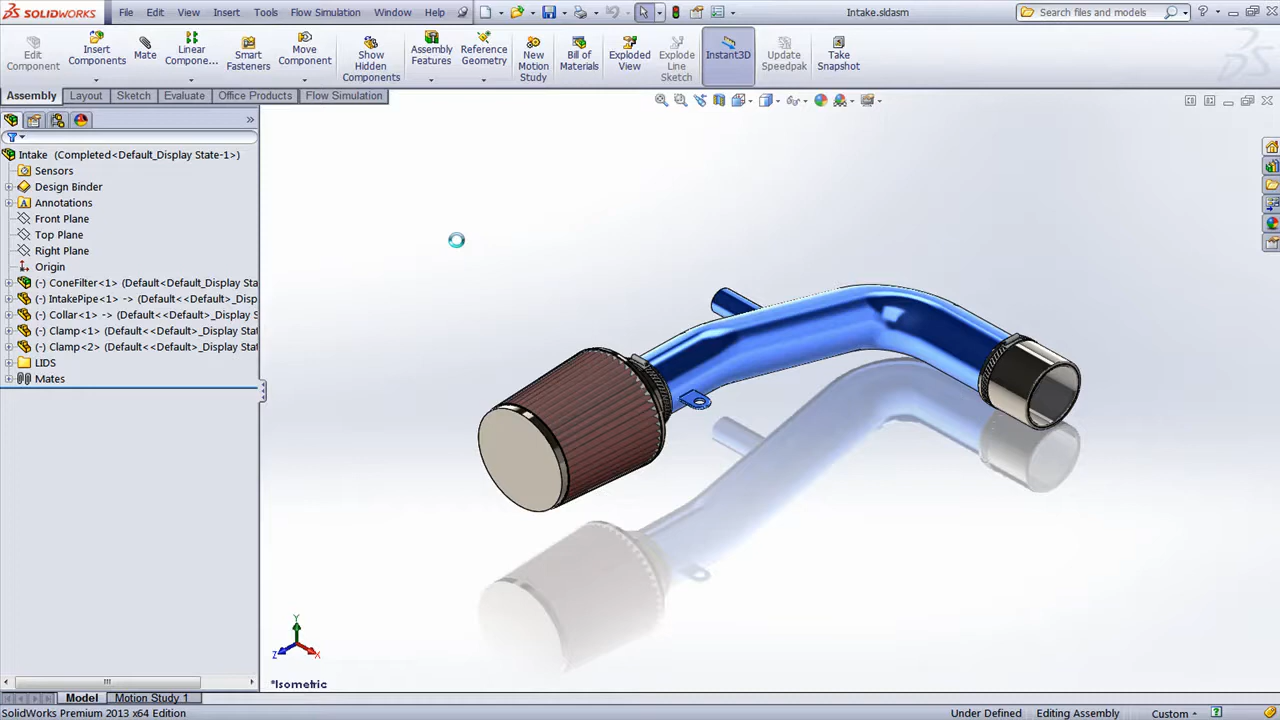 SOLIDWORKS File Edit View Insert Tools Flow Simulation Window Help Intake.sldasm Search files and models
Edit Component
Insert Components
Mate
Linear Compone...
Smart Fasteners
Move Component
Show Hidden Components
Assembly Features
Reference Geometry
New Motion Study
Bill of Materials
Exploded View
Explode Line Sketch
Instant3D
Update Speedpak
Take Snapshot
Assembly Layout Sketch Evaluate Office Products Flow Simulation
Intake (Completed<Default_Display State-1>)
Sensors
Design Binder
Annotations
Front Plane
Top Plane
Right Plane
Origin
(-) ConeFilter<1> (Default<Default_Display Sta
(-) IntakePipe<1> -> (Default<<Default>_Disp
(-) Collar<1> -> (Default<<Default>_Display S
(-) Clamp<1> (Default<<Default>_Display Sta
(-) Clamp<2> (Default<<Default>_Display Sta
LIDS
Mates
Y
Z
X
*Isometric
Model Motion Study 1
SolidWorks Premium 2013 x64 Edition Under Defined Editing Assembly Custom